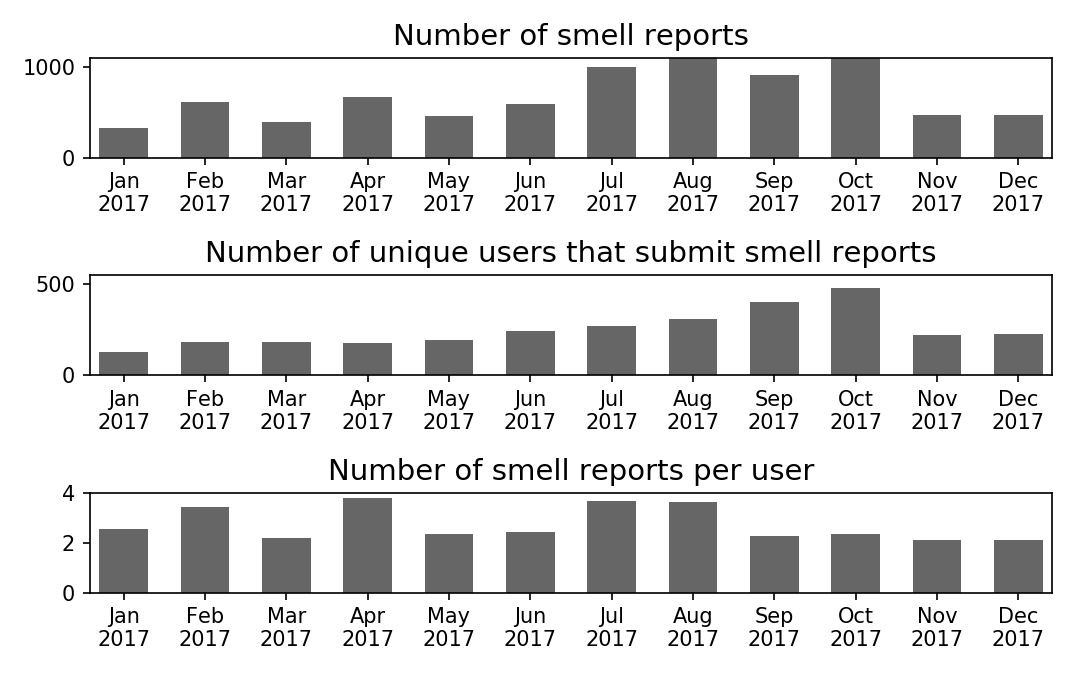 Number of smell reports
1000
0
Jan Feb Mar Apr May Jun Jul Aug Sep Oct Nov Dec
2017 2017 2017 2017 2017 2017 2017 2017 2017 2017 2017 2017
Number of unique users that submit smell reports
500
0
Jan Feb Mar Apr May Jun Jul Aug Sep Oct Nov Dec
2017 2017 2017 2017 2017 2017 2017 2017 2017 2017 2017 2017
Number of smell reports per user
4
2
0
Jan Feb Mar Apr May Jun Jul Aug Sep Oct Nov Dec
2017 2017 2017 2017 2017 2017 2017 2017 2017 2017 2017 2017